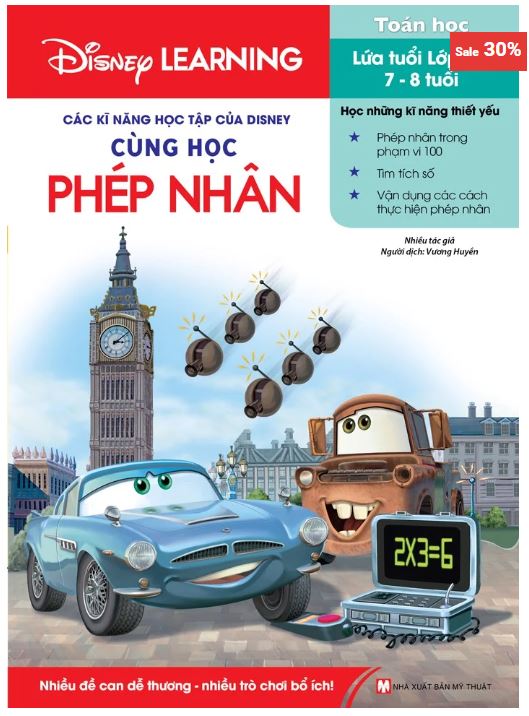 Disney LEARNING
Toán học
Lứa tuổi Lớp
7 - 8 tuổi
Sale 30%
CÁC KĨ NĂNG HỌC TẬP CỦA DISNEY
CÙNG HỌC
PHÉP NHÂN
Học những kĩ năng thiết yếu
Phép nhân trong
phạm vi 100
Tìm tích số
Vận dụng các cách
thực hiện phép nhân
Nhiều tác giả
Người dịch: Vương Huyền
2X3=6
Nhiều đề can dễ thương - nhiều trò chơi bổ ích!
NHÀ XUẤT BẢN MỸ THUẬT